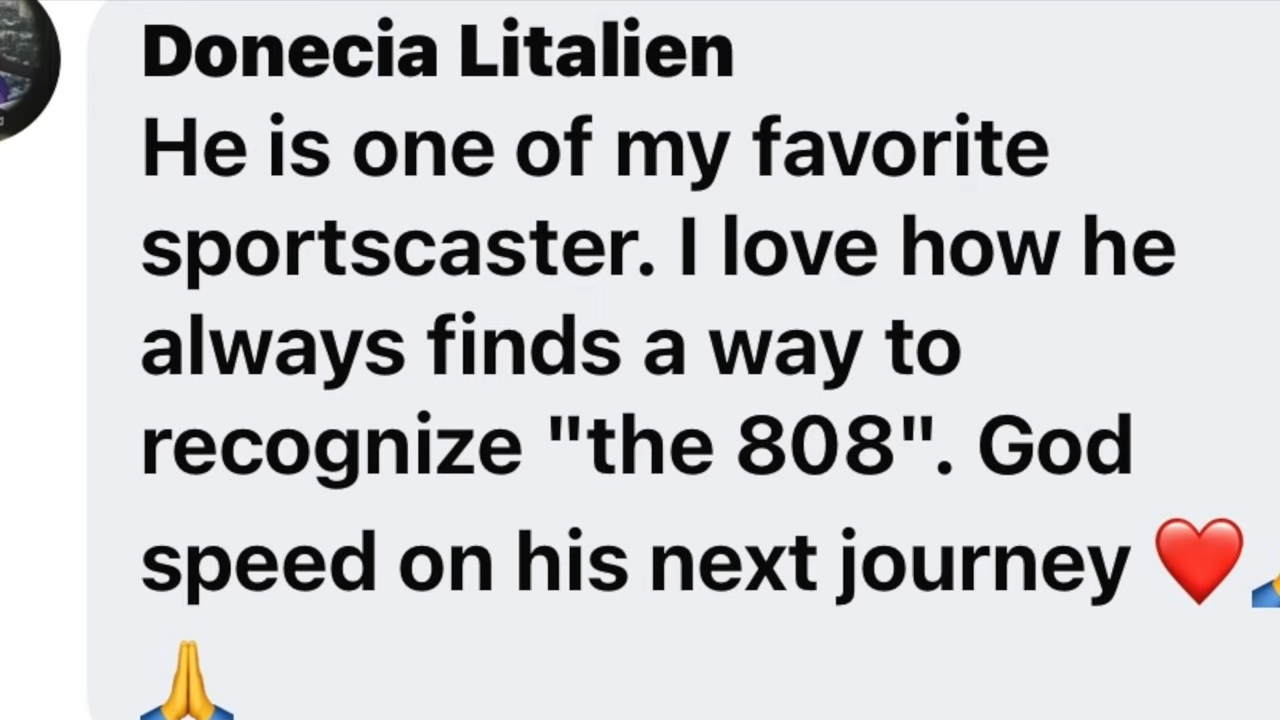 Donecia Litalien
He is one of my favorite
sportscaster. I love how he
always finds a way to
recognize "the 808". God
speed on his next journey ❤️🙏
🙏